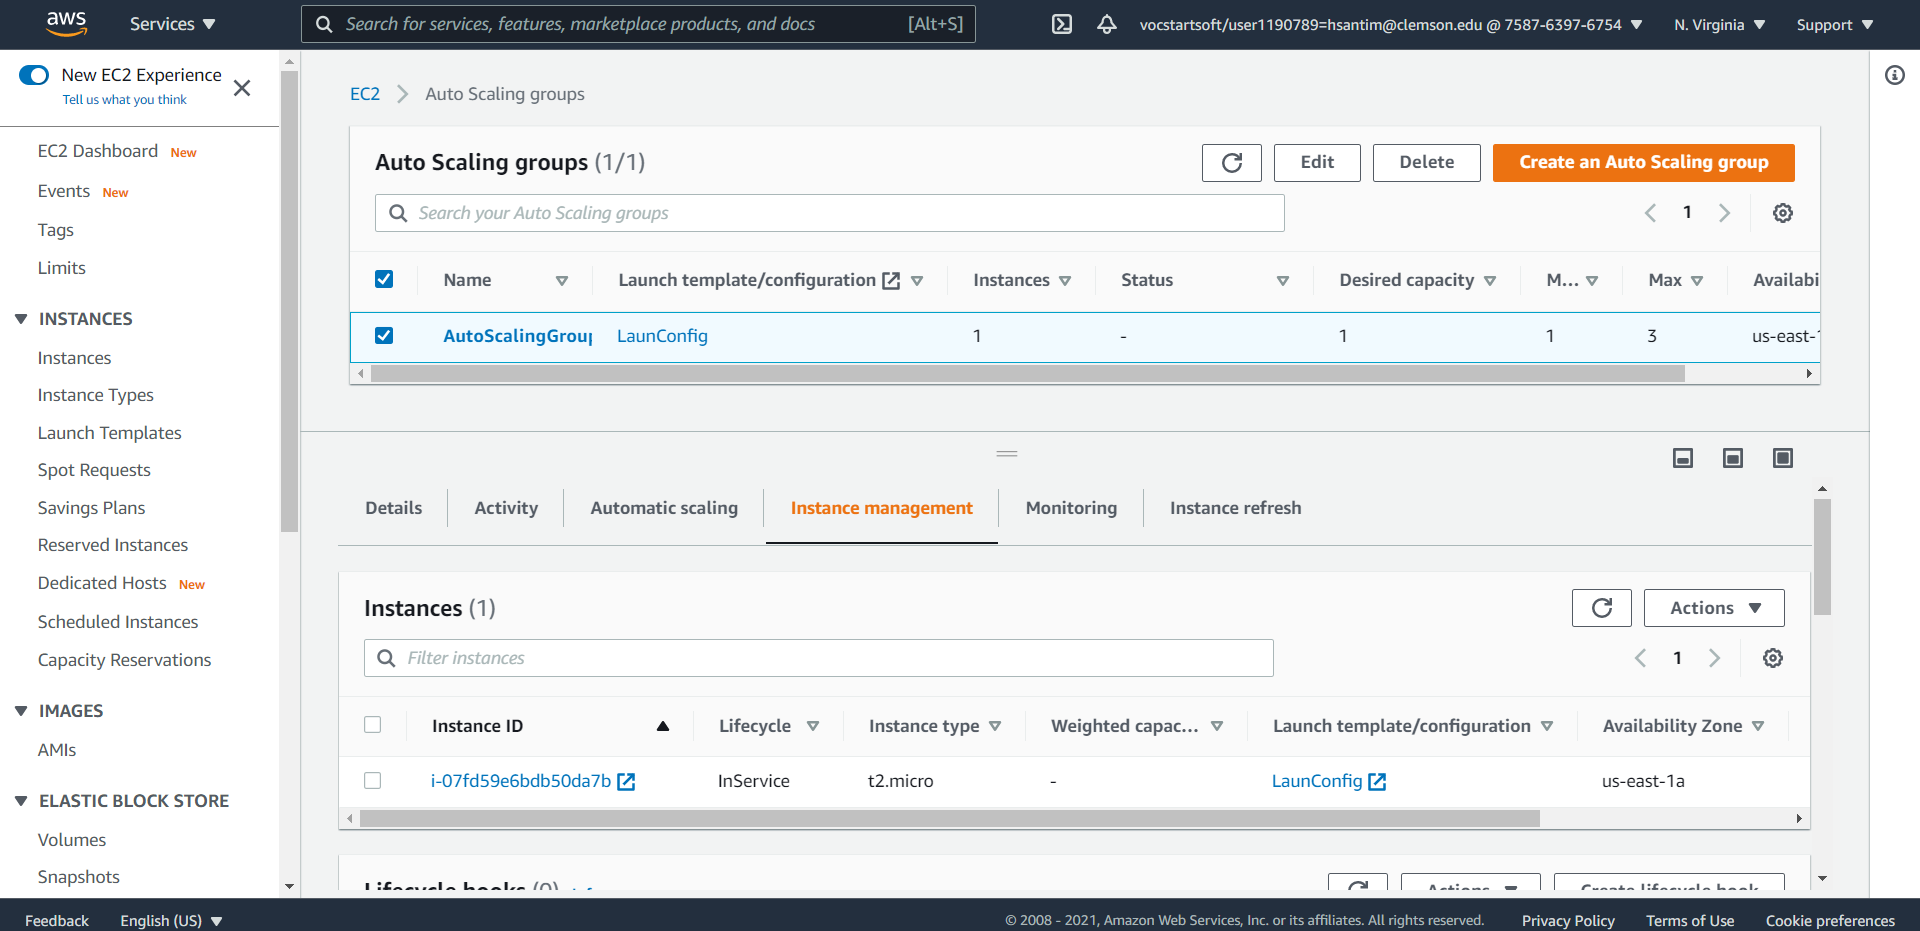 aws
Services
Search for services, features, marketplace products, and docs [Alt+S]
vocstartsoft/user1190789=hsantim@clemson.edu @ 7587-6397-6754
N. Virginia
Support
New EC2 Experience
Tell us what you think
EC2 Dashboard New
Events New
Tags
Limits
INSTANCES
Instances
Instance Types
Launch Templates
Spot Requests
Savings Plans
Reserved Instances
Dedicated Hosts New
Scheduled Instances
Capacity Reservations
IMAGES
AMIs
ELASTIC BLOCK STORE
Volumes
Snapshots
EC2 > Auto Scaling groups
Auto Scaling groups (1/1)
Edit
Delete
Create an Auto Scaling group
Search your Auto Scaling groups
1
Name Launch template/configuration Instances Status Desired capacity M... Max Availabi
AutoScalingGroup LaunConfig 1 - 1 1 3 us-east-1
Details Activity Automatic scaling Instance management Monitoring Instance refresh
Instances (1)
Actions
Filter instances
1
Instance ID Lifecycle Instance type Weighted capac... Launch template/configuration Availability Zone
i-07fd59e6bdb50da7b InService t2.micro - LaunConfig us-east-1a
Lifecycle hooks (0)
Actions
Create lifecycle hook
Feedback English (US)
© 2008 - 2021, Amazon Web Services, Inc. or its affiliates. All rights reserved. Privacy Policy Terms of Use Cookie preferences